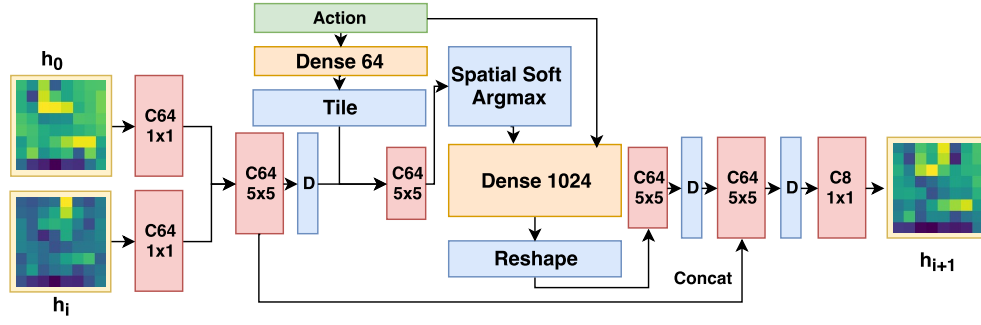 Action
h0
Dense 64
Tile
Spatial Soft
Argmax
C64
1x1
C64
5x5
D
C64
5x5
Dense 1024
C64
5x5
D
C64
5x5
D
C8
1x1
C64
1x1
Reshape
Concat
hi
hi+1